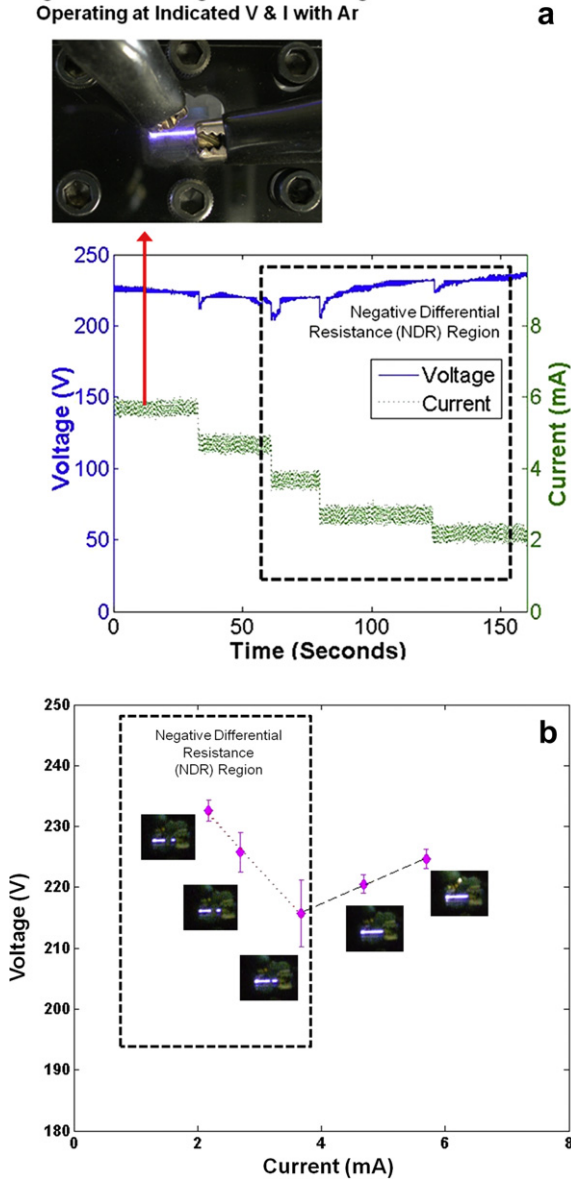 Operating at Indicated V & I with Ar
a
250
200
150
100
50
0
Voltage (V)
Negative Differential
Resistance (NDR) Region
Voltage
Current
8
6
4
2
0
Current (mA)
0
50
100
150
Time (Seconds)
b
250
240
230
220
210
200
190
180
Voltage (V)
Negative Differential
Resistance
(NDR) Region
0
2
4
6
8
Current (mA)